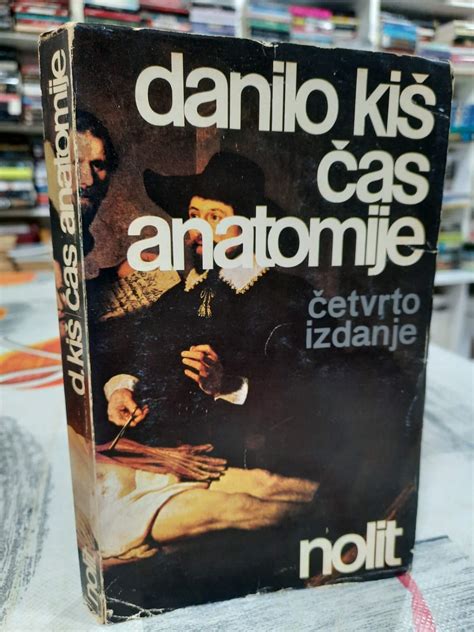 danilo kiš
čas
anatomije
četvrto
izdanje
nolit
d. kiš čas anatomije
nolit